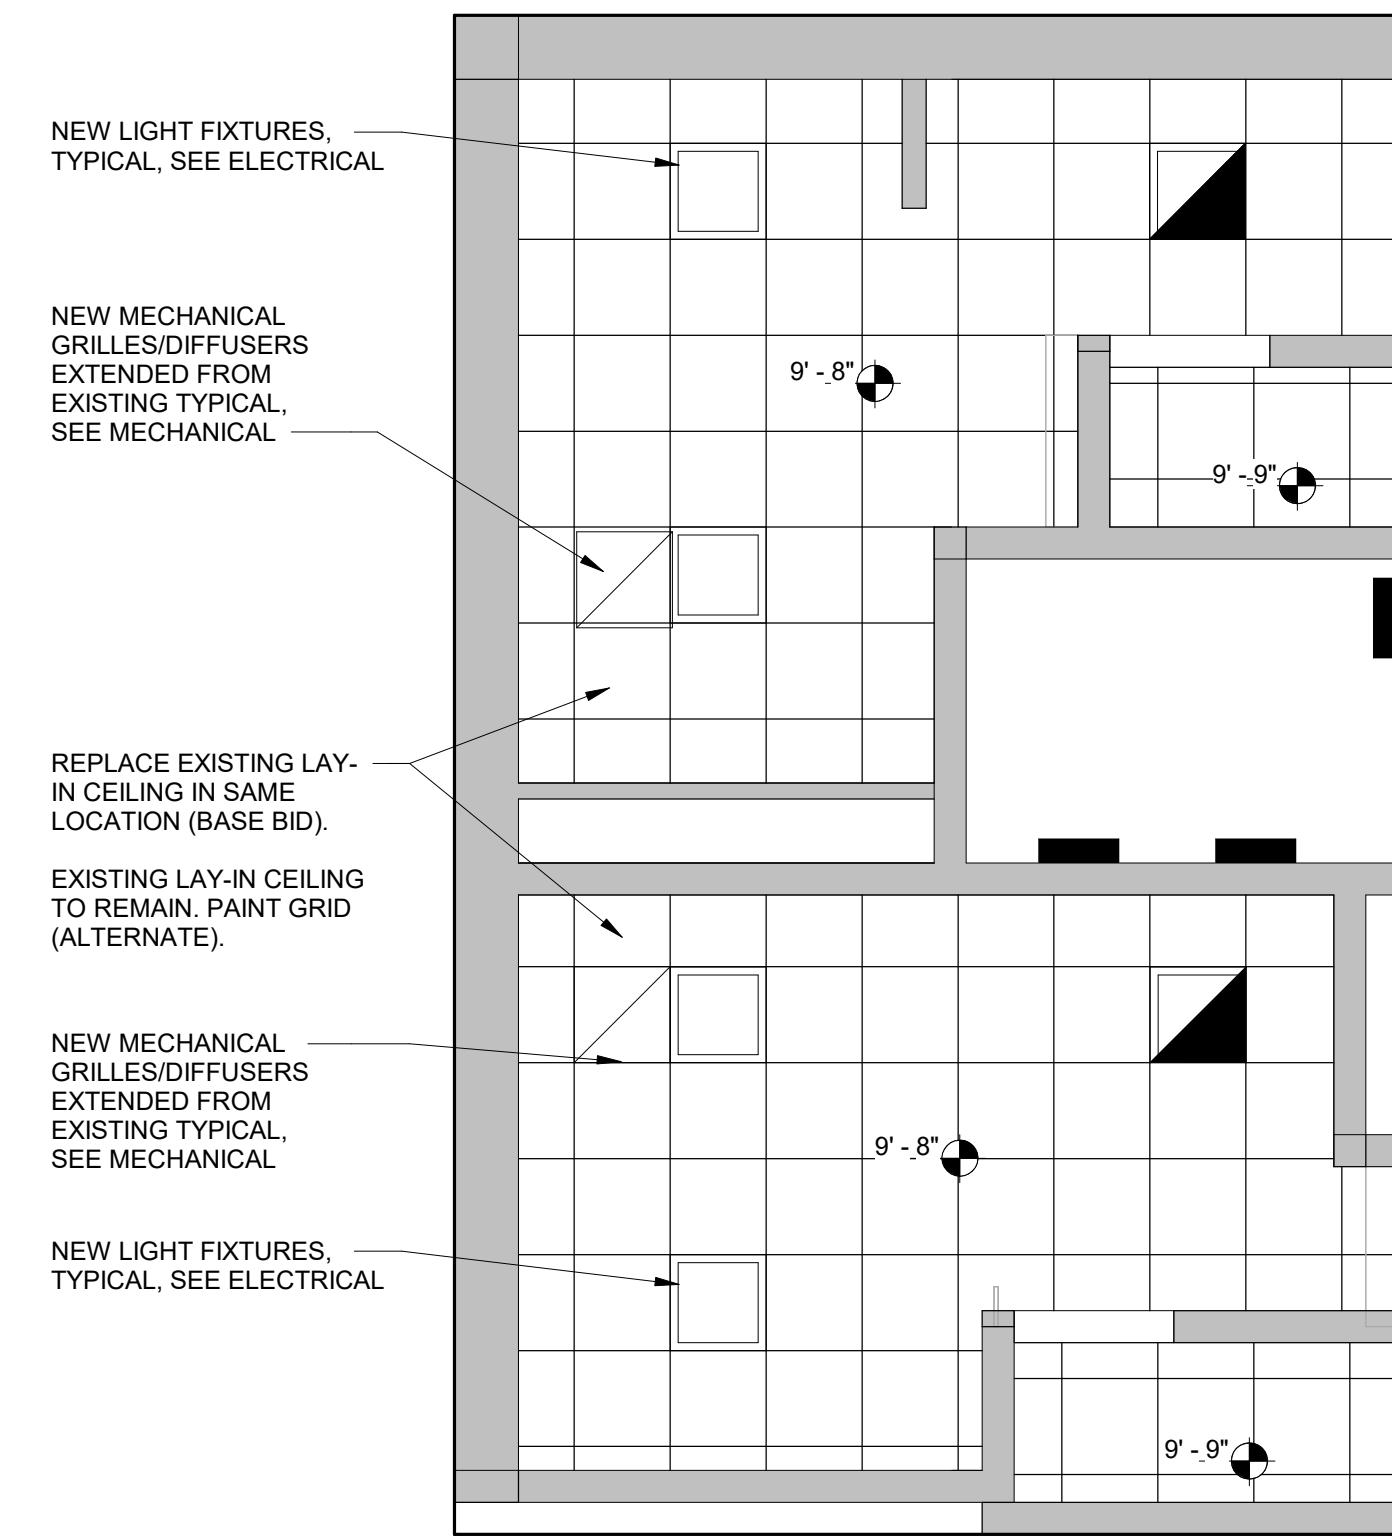 NEW LIGHT FIXTURES,
TYPICAL, SEE ELECTRICAL
NEW MECHANICAL
GRILLES/DIFFUSERS
EXTENDED FROM
EXISTING TYPICAL,
SEE MECHANICAL
9' - 8"
9' - 9"
REPLACE EXISTING LAY-
IN CEILING IN SAME
LOCATION (BASE BID).
EXISTING LAY-IN CEILING
TO REMAIN. PAINT GRID
(ALTERNATE).
NEW MECHANICAL
GRILLES/DIFFUSERS
EXTENDED FROM
EXISTING TYPICAL,
SEE MECHANICAL
9' - 8"
NEW LIGHT FIXTURES,
TYPICAL, SEE ELECTRICAL
9' - 9"